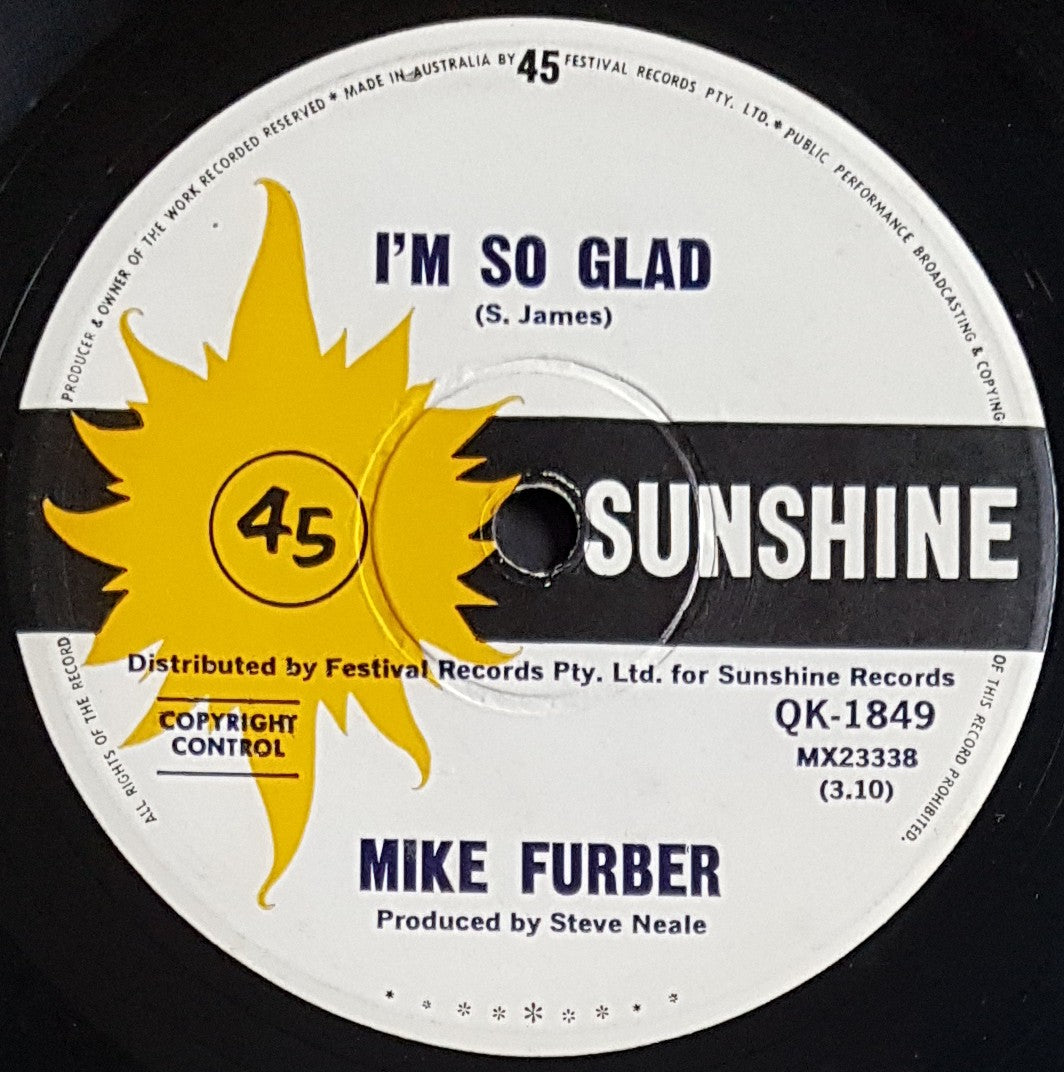 PRODUCER & OWNER OF THE WORK RECORDED RESERVED * MADE IN AUSTRALIA BY 45 FESTIVAL RECORDS PTY. LTD. * PUBLIC PERFORMANCE BROADCASTING & COPYING
I'M SO GLAD
(S. James)
45
SUNSHINE
Distributed by Festival Records Pty. Ltd. for Sunshine Records
COPYRIGHT
CONTROL
QK-1849
MX23338
(3.10)
ALL RIGHTS OF THE RECORD
OF THIS RECORD PROHIBITED.
MIKE FURBER
Produced by Steve Neale